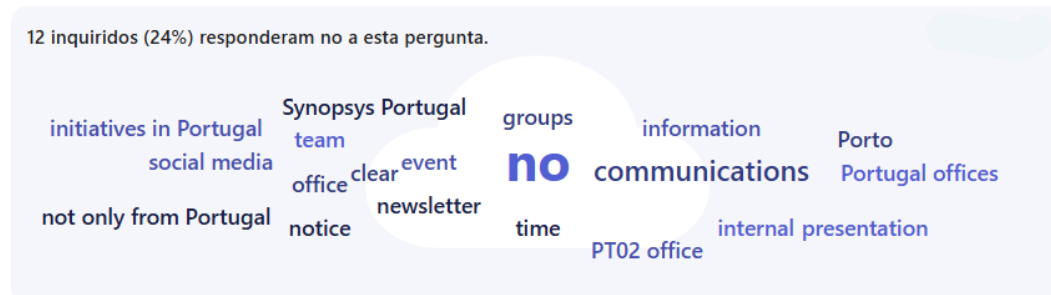 12 inquiridos (24%) responderam no a esta pergunta.
Synopsys Portugal
groups
initiatives in Portugal
team
information
Porto
social media
clear
event
no
communications
Portugal offices
office
newsletter
not only from Portugal
notice
time
internal presentation
PT02 office